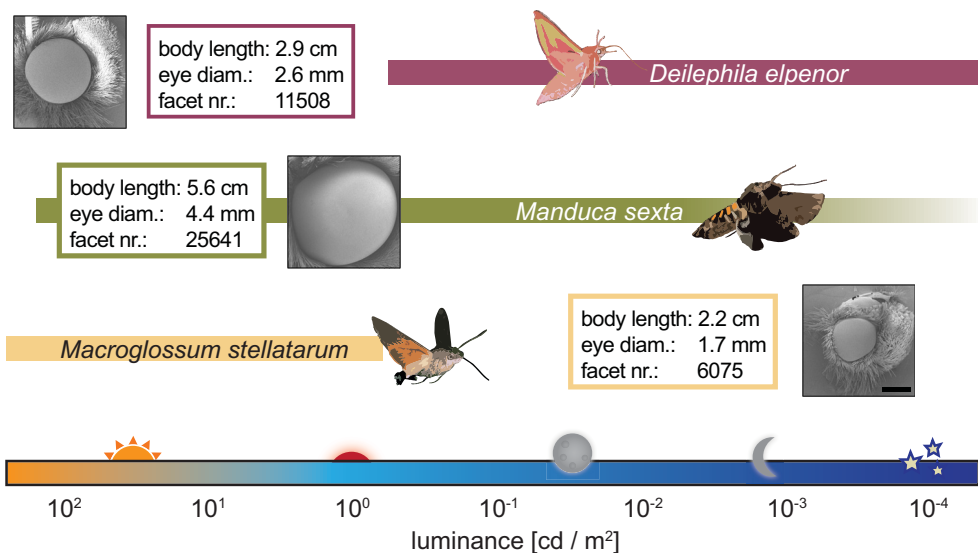 body length: 2.9 cm
eye diam.: 2.6 mm
facet nr.: 11508
Deilephila elpenor
body length: 5.6 cm
eye diam.: 4.4 mm
facet nr.: 25641
Manduca sexta
Macroglossum stellatarum
body length: 2.2 cm
eye diam.: 1.7 mm
facet nr.: 6075
10² 10¹ 10⁰ 10⁻¹ 10⁻² 10⁻³ 10⁻⁴
luminance [cd / m²]